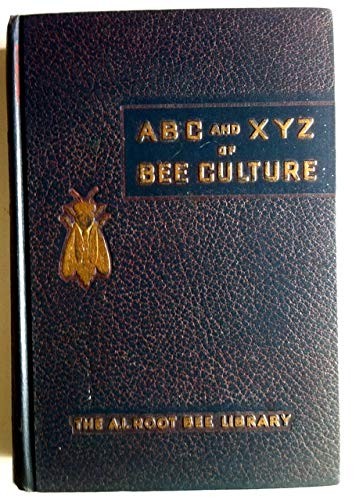 ABC AND XYZ
OF
BEE CULTURE
THE A.I. ROOT BEE LIBRARY